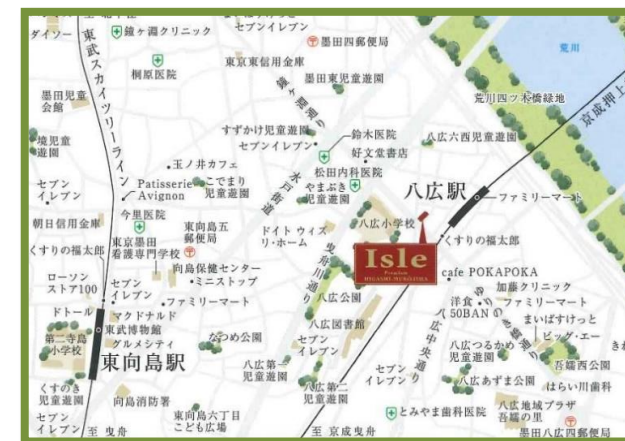 ダイソー
東武スカイツリーライン
鐘ヶ淵クリニック
セブンイレブン
墨田四郵便局
桐原医院
東京東信用金庫
墨田児童
会館
墨田東児童遊園
鐘ヶ淵通り
荒川
荒川四ツ木橋緑地
京成押上
境児童
遊園
すずかけ児童遊園
セブンイレブン
鈴木医院
好文堂書店
八広六西児童遊園
玉ノ井カフェ
水戸街道
松田内科医院
セブン
イレブン
Patisserie
Avignon
こでまり
児童遊園
やまぶき
児童遊園
八広駅
ファミリーマート
朝日信用金庫
今里医院
東向島五
郵便局
ドイト ウィズ
リ・ホーム
八広小学校
くすりの福太郎
東京墨田
看護専門学校
くすりの福太郎
向島保健センター
ミニストップ
曳舟川通り
Isle
Premium
HIGASHI-MUKOJIMA
cafe POKAPOKA
ローソン
ストア100
セブン
イレブン
ファミリーマート
八広公園
加藤クリニック
洋食
50BAN
ファミリーマート
ドトール
マクドナルド
東武博物館
グルメシティ
なつめ公園
八広図書館
八広中央通り
ゆりのき橋通り
まいばすけっと
ビッグ・エー
第二寺島
小学校
東向島駅
セブン
イレブン
八広つるかめ
児童遊園
吾嬬西公園
八広第一
児童遊園
セブン
イレブン
八広あずま公園
はらい川歯科
くすのき
児童遊園
向島消防署
八広第二
児童遊園
セブン
イレブン
東向島六丁目
こども広場
とみやま歯科医院
八広地域プラザ
吾嬬の里
至 曳舟
至 京成曳舟
墨田八広四郵便局